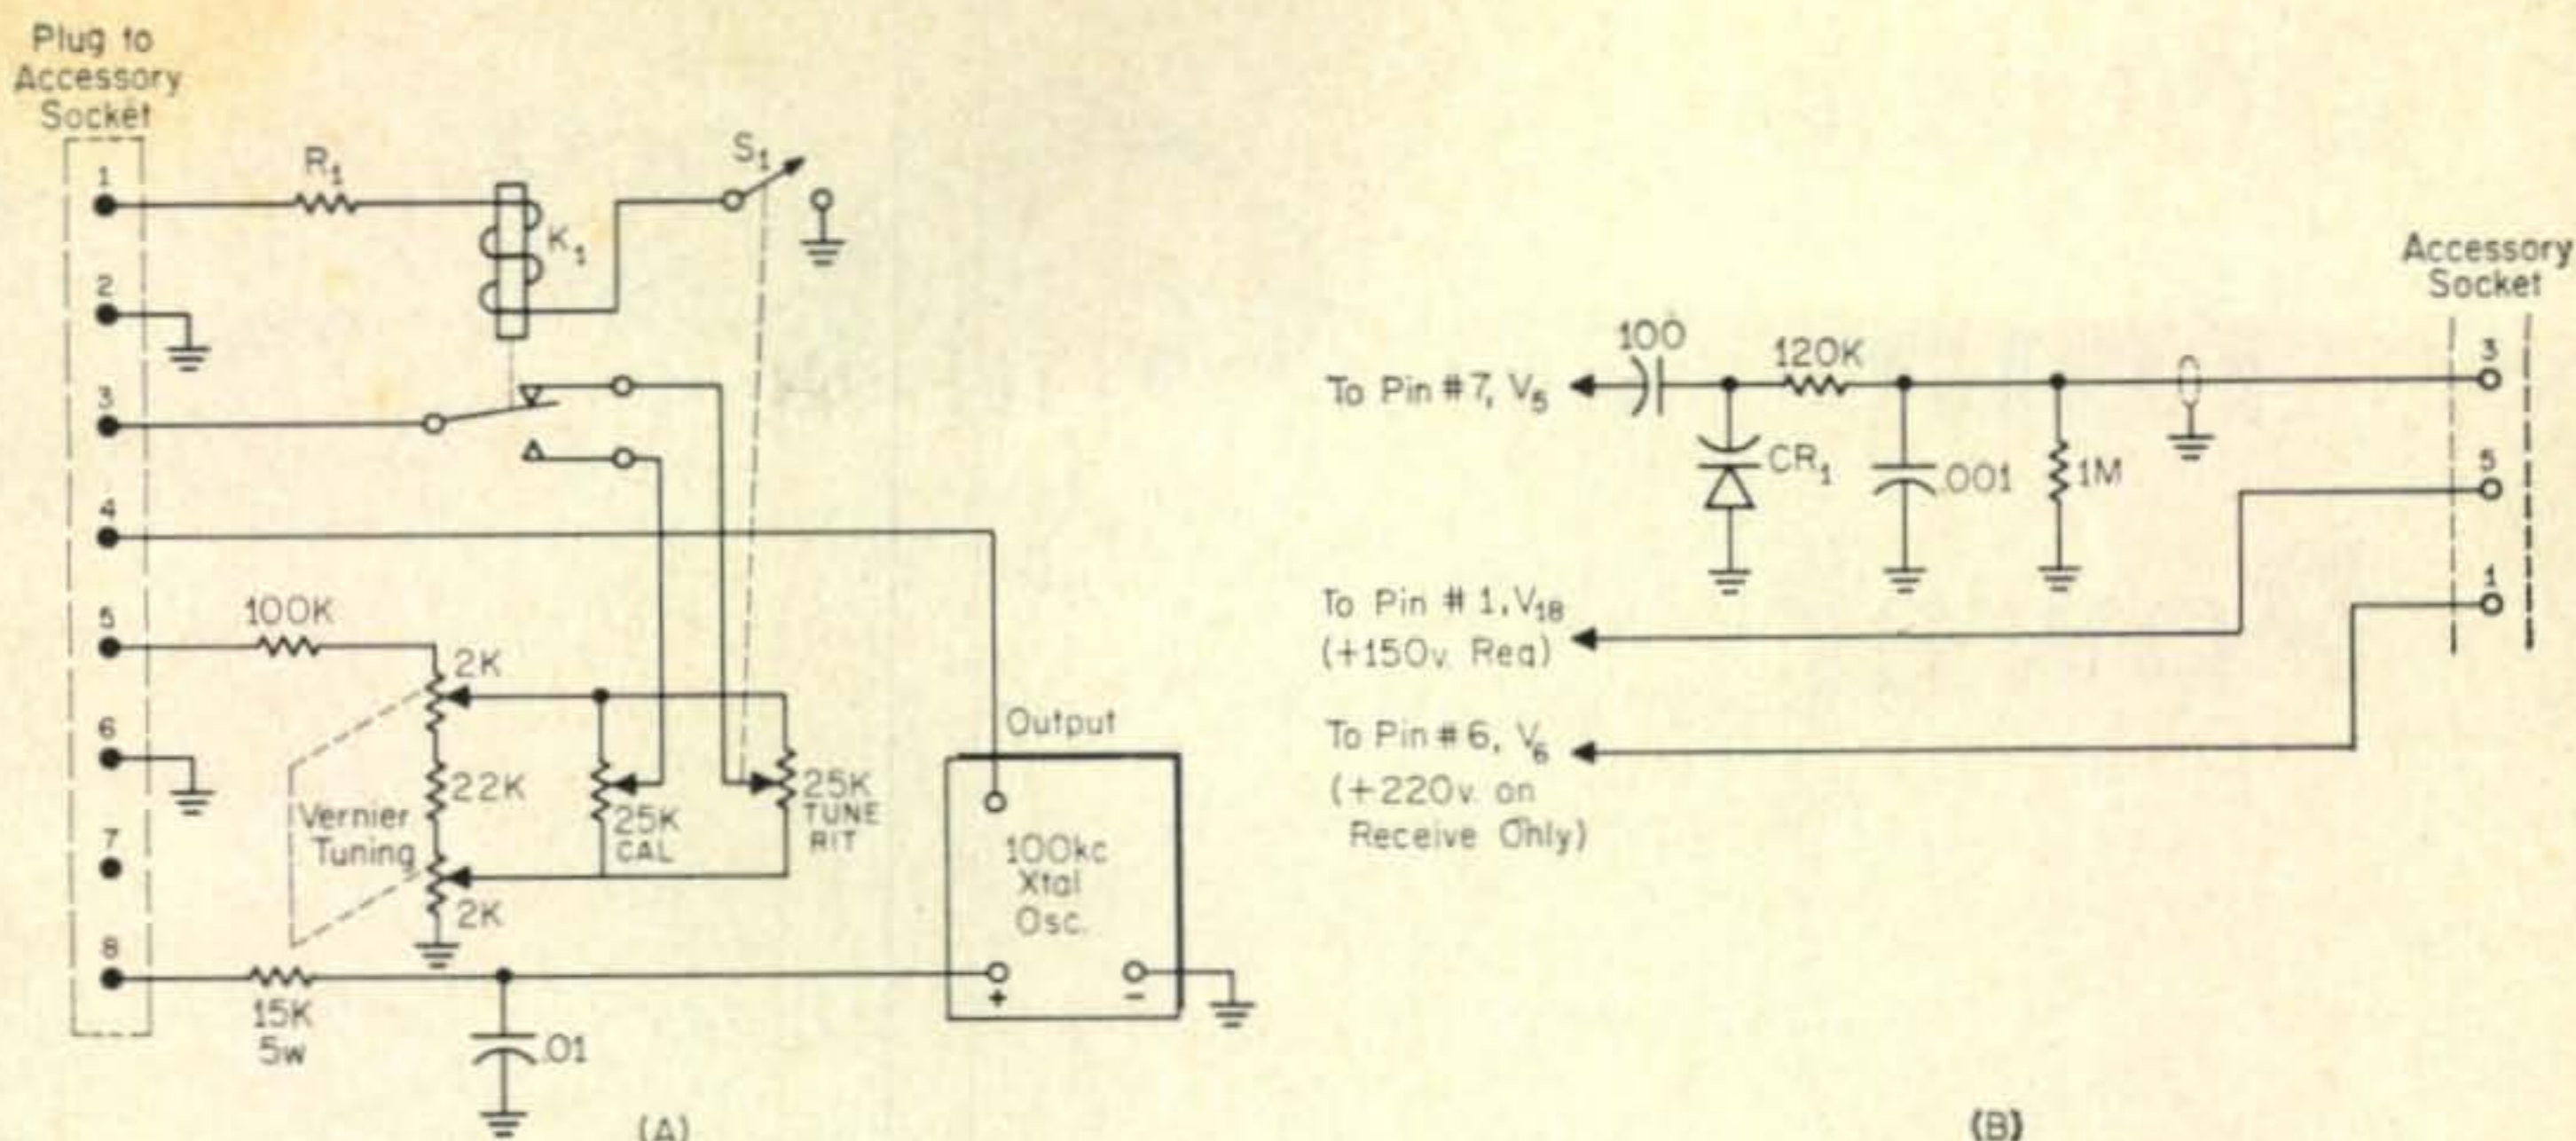 Plug to
Accessory
Socket
1
R1
K1
S1
2
3
4
5
100K
2K
6
22K
Vernier
Tuning
25K
CAL
25K
TUNE
RIT
7
2K
8
15K
5w
.01
Output
100kc
Xtal
Osc.
+
-
(A)
Accessory
Socket
100
120K
3
To Pin #7, V5
CR1
.001
1M
5
To Pin #1, V18
(+150v. Reg)
1
To Pin #6, V6
(+220v. on
Receive Only)
(B)